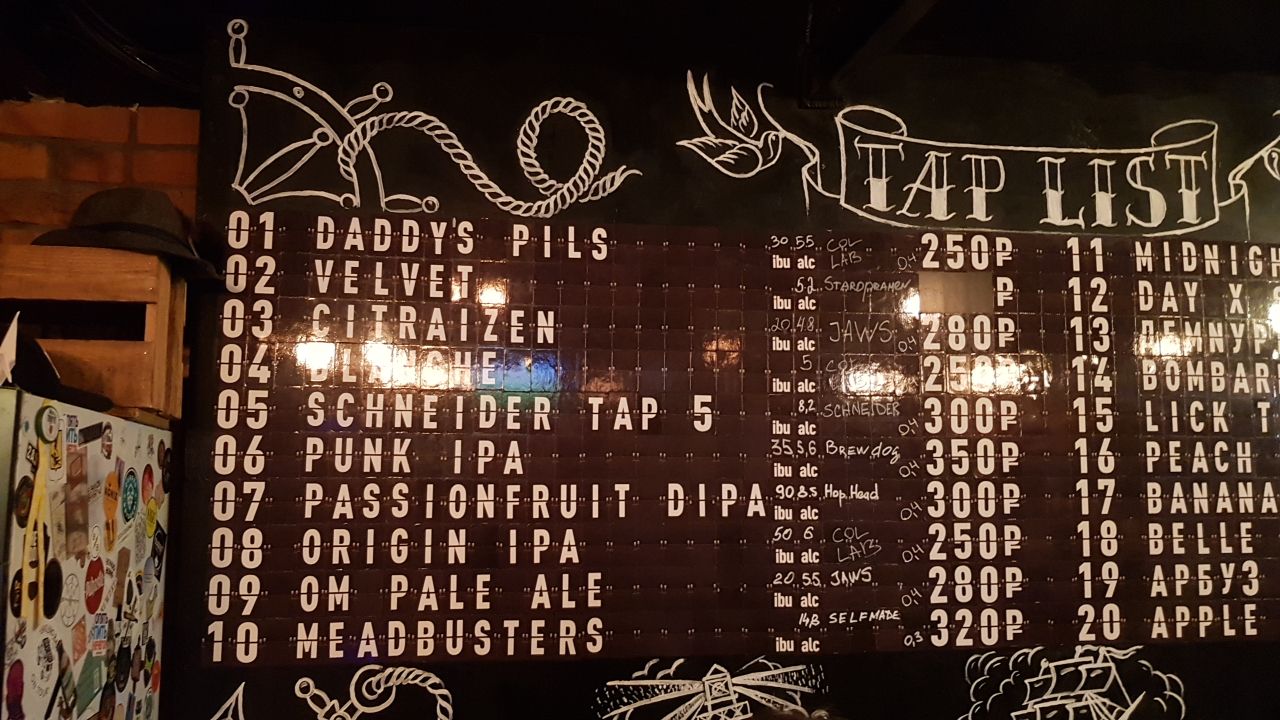 TAP LIST
01 DADDY'S PILS 30 5.5 COL LAB ibu alc 0,4 250₽
02 VELVET 5.2 STAROPRAMEN ibu alc ₽
03 CITRAIZEN 20 4.8 JAWS ibu alc 0,4 280₽
04 BLANCHE 5 ibu alc 250₽
05 SCHNEIDER TAP 5 8,2 SCHNEIDER ibu alc 0,4 300₽
06 PUNK IPA 35 5,6 BREWDOG ibu alc 0,4 350₽
07 PASSIONFRUIT DIPA 90 8.5 Hop Head ibu alc 0,4 300₽
08 ORIGIN IPA 50 6 COL LAB ibu alc 0,4 250₽
09 OM PALE ALE 20 5.5 JAWS ibu alc 0,4 280₽
10 MEADBUSTERS SELFMADE ibu alc 0,3 320₽
11 MIDNIGH
12 DAY X
13 ДЕМИУР
14 BOMBAR
15 LICK T
16 PEACH
17 BANANA
18 BELLE
19 АРБУЗ
20 APPLE